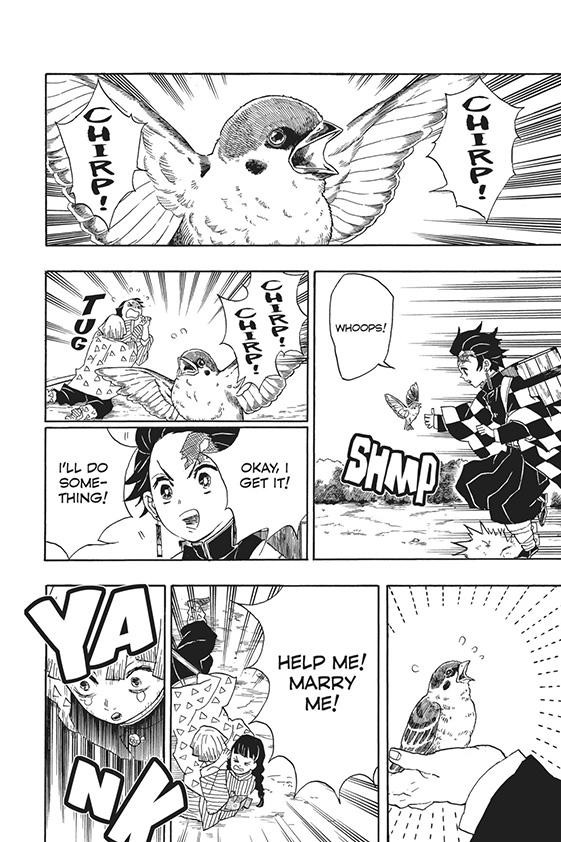 CHIRP!
CHIRP!
WHOOPS!
SHMP
CHIRP!
CHIRP!
TUG
OKAY, I
GET IT!
I'LL DO
SOME-
THING!
HELP ME!
MARRY
ME!
YA
NK